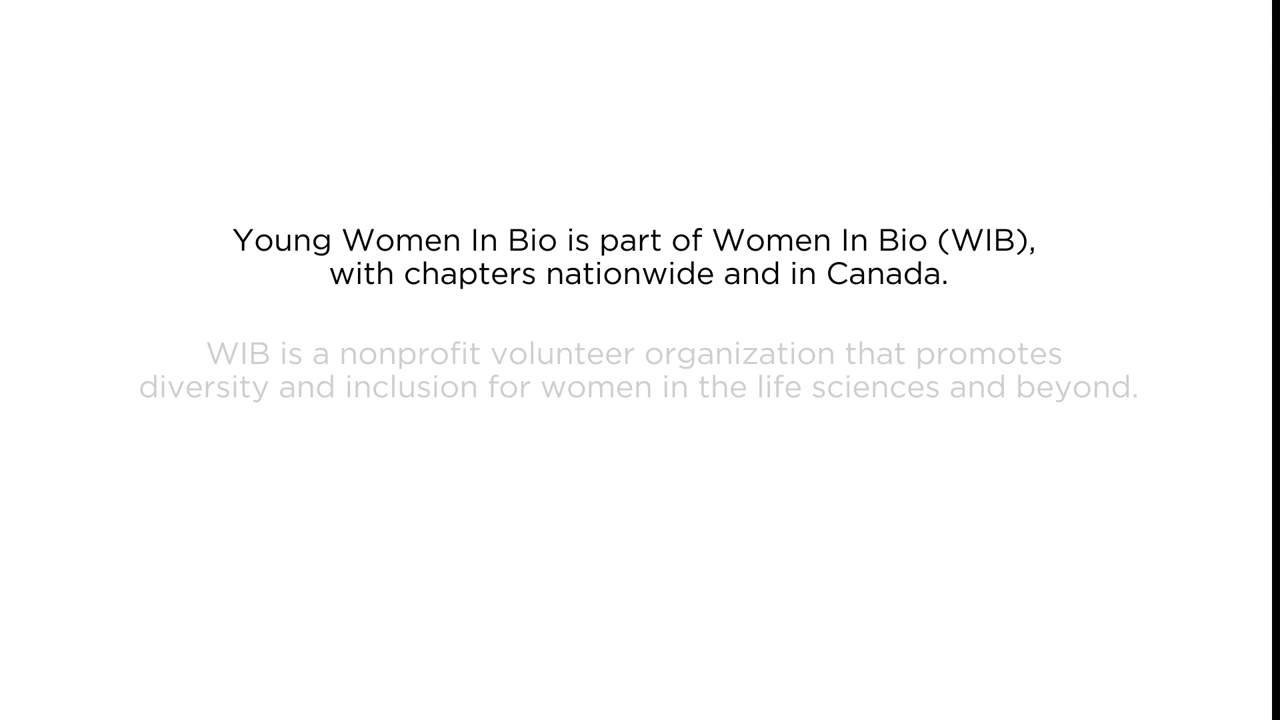 Young Women In Bio is part of Women In Bio (WIB),
with chapters nationwide and in Canada.
WIB is a nonprofit volunteer organization that promotes
diversity and inclusion for women in the life sciences and beyond.